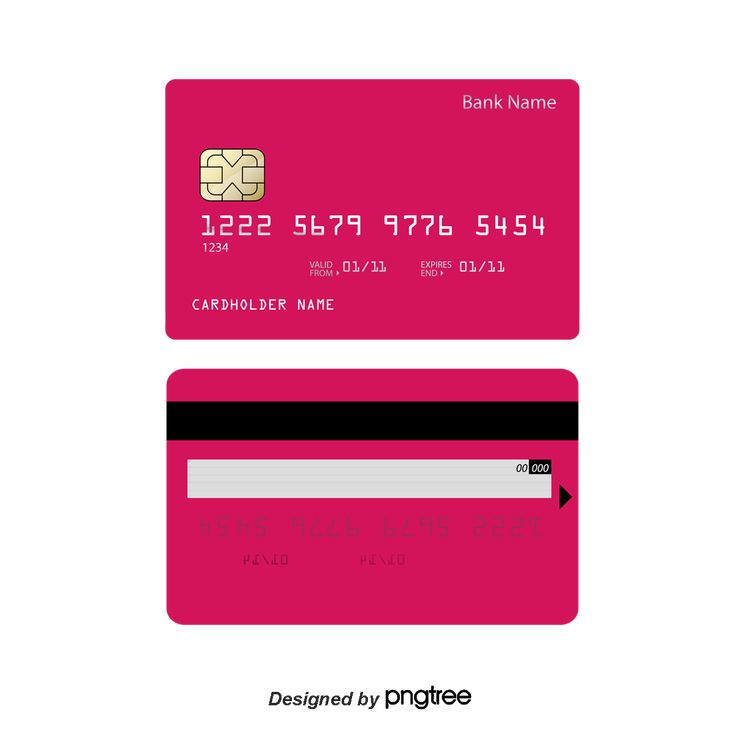 Bank Name
1222 5679 9776 5454
1234
VALID FROM 01/11 EXPIRES END 01/11
CARDHOLDER NAME
00 000
Designed by pngtree